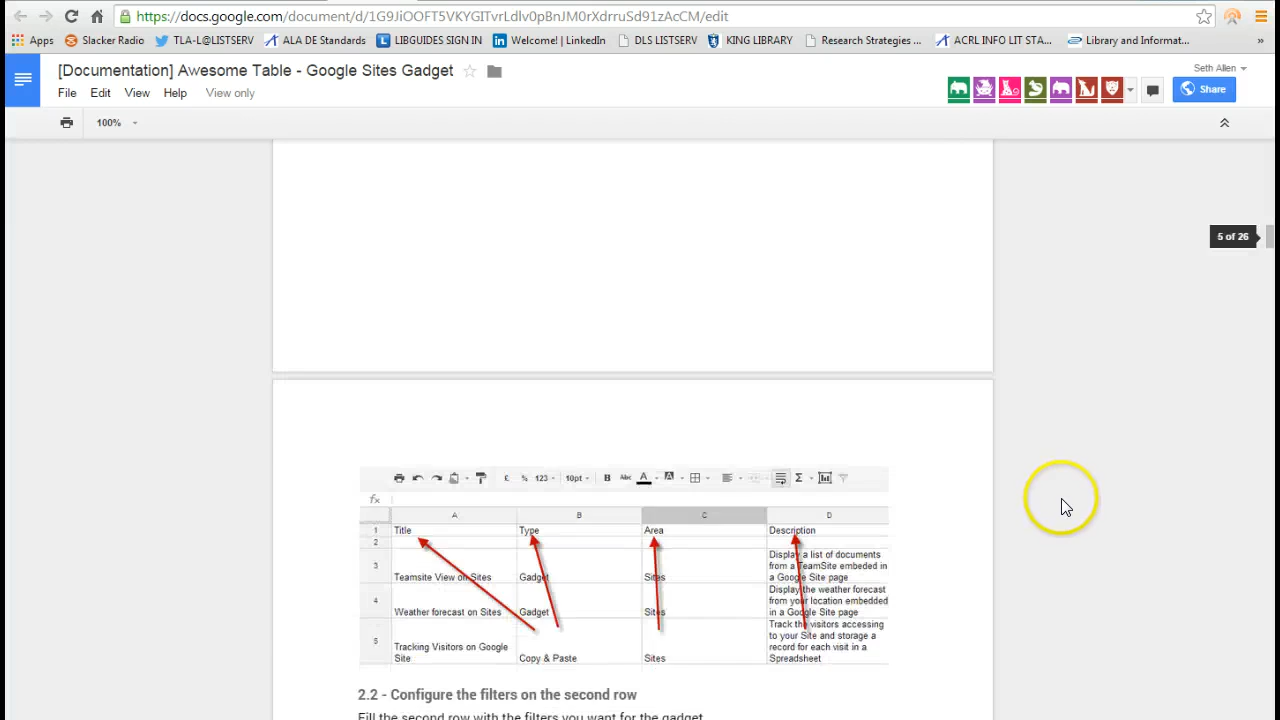 https://docs.google.com/document/d/1G9JiOOFT5VKYGITvrLdlv0pBnJM0rXdrruSd91zAcCM/edit
Apps Slacker Radio TLA-L@LISTSERV ALA DE Standards LIBGUIDES SIGN IN Welcome! | LinkedIn DLS LISTSERV KING LIBRARY Research Strategies ... ACRL INFO LIT STA... Library and Informat... »
[Documentation] Awesome Table - Google Sites Gadget
Seth Allen
File Edit View Help View only
Share
100%
5 of 26
£ % 123 10pt B Abc A A Σ
fx
A B C D
1 Title Type Area Description
2
3 Teamsite View on Sites Gadget Sites Display a list of documents
from a TeamSite embeded in
a Google Site page
4 Weather forecast on Sites Gadget Sites Display the weather forecast
from your location embedded
in a Google Site page
5 Tracking Visitors on Google
Site Copy & Paste Sites Track the visitors accessing
to your Site and storage a
record for each visit in a
Spreadsheet
2.2 - Configure the filters on the second row
Fill the second row with the filters you want for the gadget